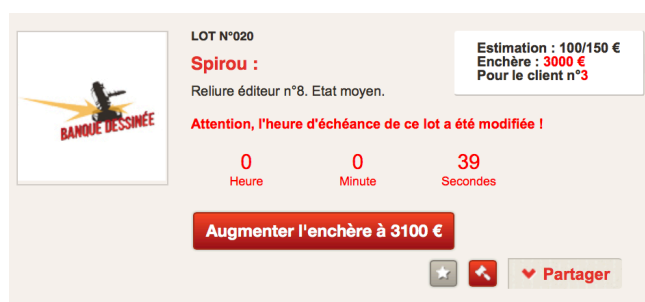 LOT N°020
Spirou :
Reliure éditeur n°8. Etat moyen.
Estimation : 100/150 €
Enchère : 3000 €
Pour le client n°3
BANQUE DESSINÉE
Attention, l'heure d'échéance de ce lot a été modifiée !
0 0 39
Heure Minute Secondes
Augmenter l'enchère à 3100 €
Partager